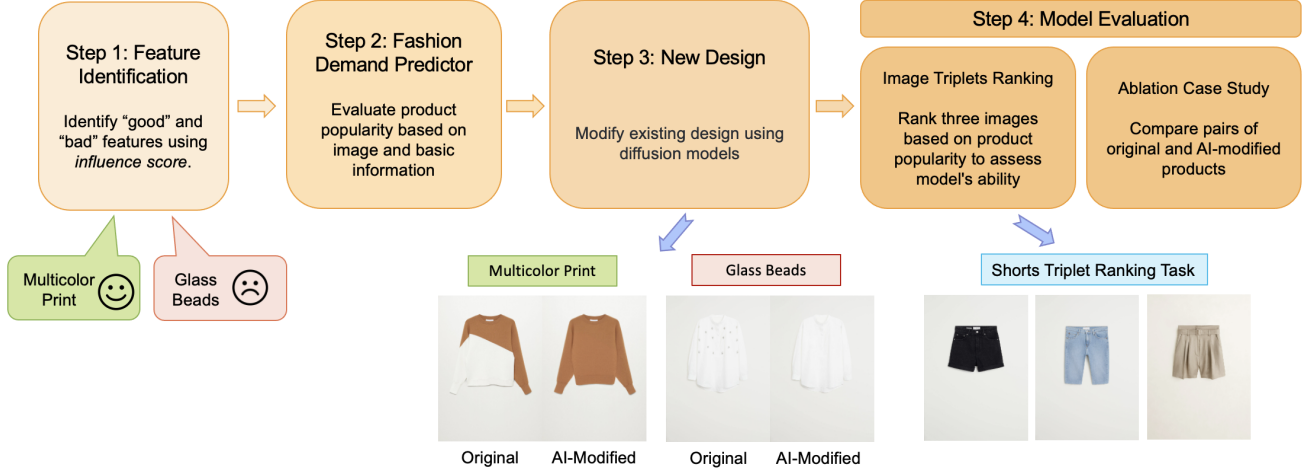 Step 1: Feature
Identification
Identify “good” and
“bad” features using
influence score.
Multicolor
Print
Glass
Beads
Step 2: Fashion
Demand Predictor
Evaluate product
popularity based on
image and basic
information
Step 3: New Design
Modify existing design using
diffusion models
Multicolor Print
Original
AI-Modified
Glass Beads
Original
AI-Modified
Step 4: Model Evaluation
Image Triplets Ranking
Rank three images
based on product
popularity to assess
model's ability
Ablation Case Study
Compare pairs of
original and AI-modified
products
Shorts Triplet Ranking Task